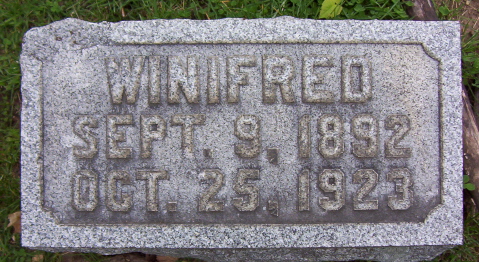 WINIFRED
SEPT. 9, 1892
OCT. 25, 1923